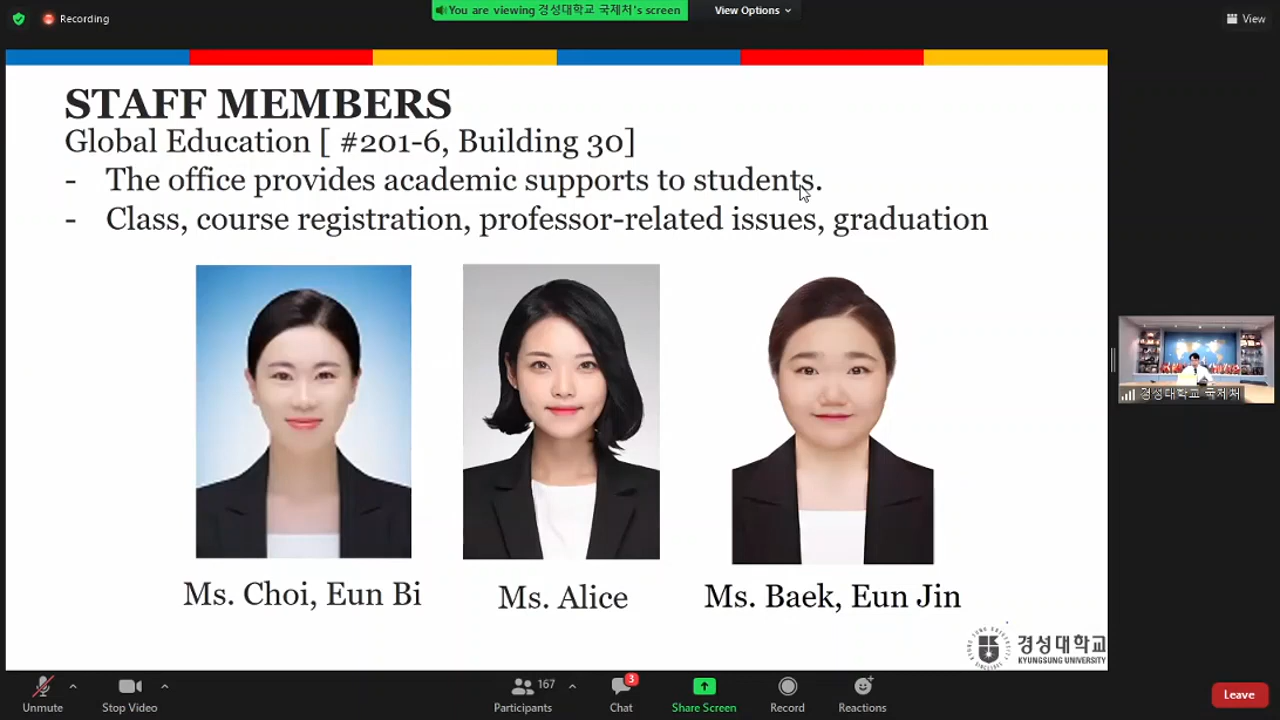 Recording
You are viewing 경성대학교 국제처's screen
View Options
View
STAFF MEMBERS
Global Education [ #201-6, Building 30]
- The office provides academic supports to students.
- Class, course registration, professor-related issues, graduation
경성대학교 국제처
Ms. Choi, Eun Bi
Ms. Alice
Ms. Baek, Eun Jin
경성대학교
KYUNGSUNG UNIVERSITY
Unmute
Stop Video
167
Participants
3
Chat
Share Screen
Record
Reactions
Leave